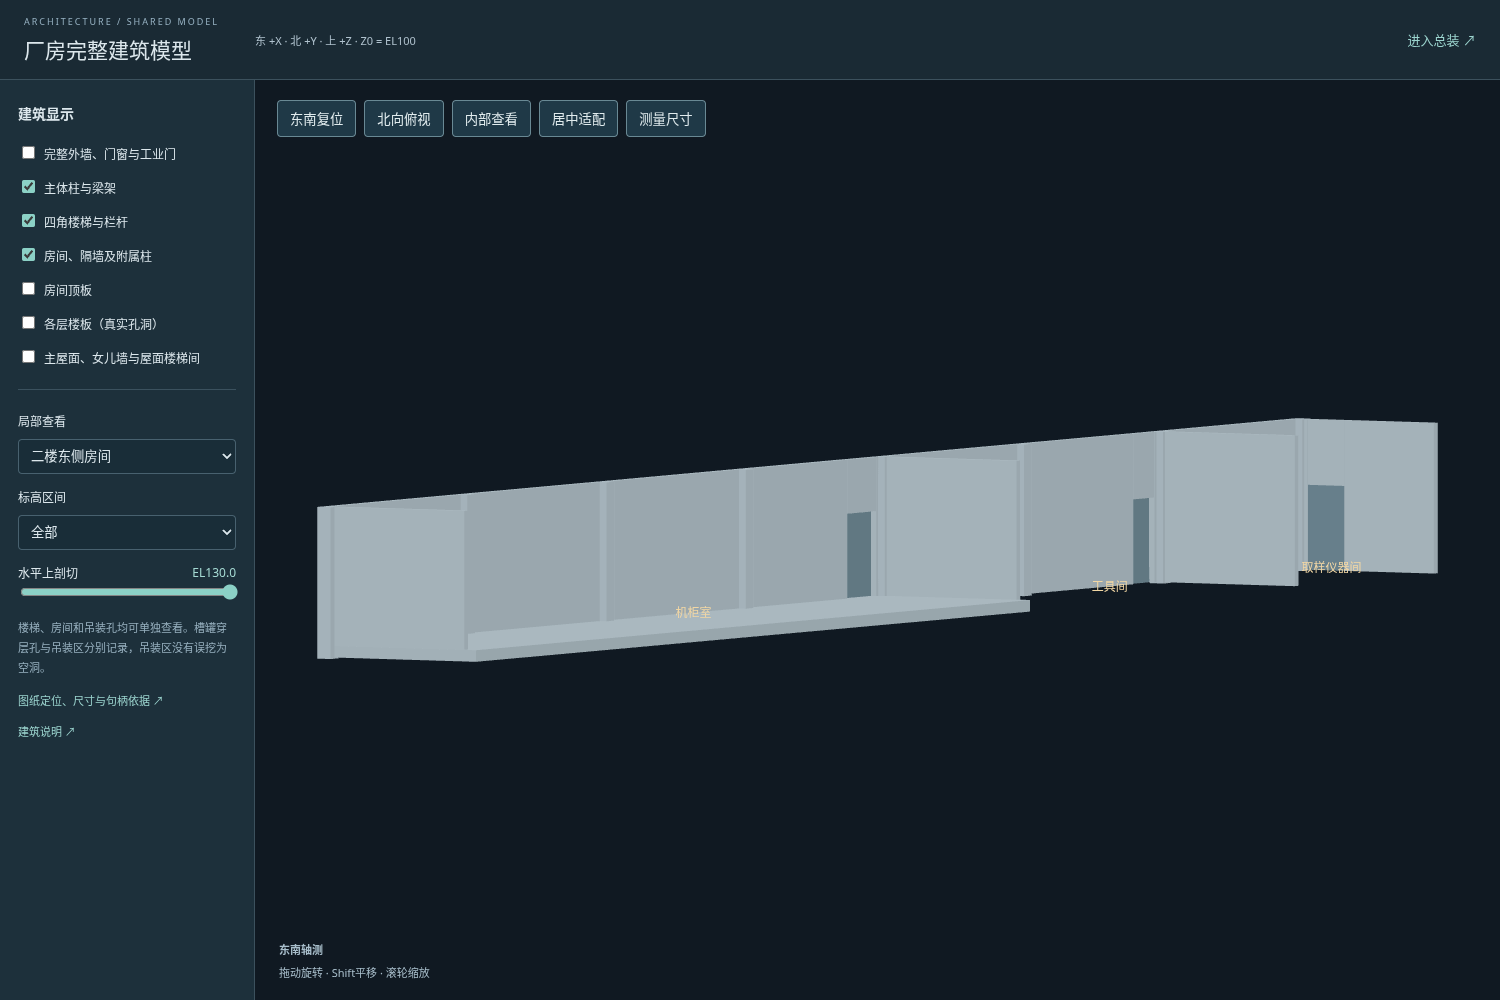 ARCHITECTURE / SHARED MODEL
厂房完整建筑模型
东 +X · 北 +Y · 上 +Z · Z0 = EL100
进入总装 ↗
建筑显示
完整外墙、门窗与工业门
主体柱与梁架
四角楼梯与栏杆
房间、隔墙及附属柱
房间顶板
各层楼板（真实孔洞）
主屋面、女儿墙与屋面楼梯间
局部查看
二楼东侧房间
标高区间
全部
水平上剖切 EL130.0
楼梯、房间和吊装孔均可单独查看。槽罐穿
层孔与吊装区分别记录，吊装区没有误挖为
空洞。
图纸定位、尺寸与句柄依据 ↗
建筑说明 ↗
东南复位 北向俯视 内部查看 居中适配 测量尺寸
取样仪器间
工具间
机柜室
东南轴测
拖动旋转 · Shift平移 · 滚轮缩放